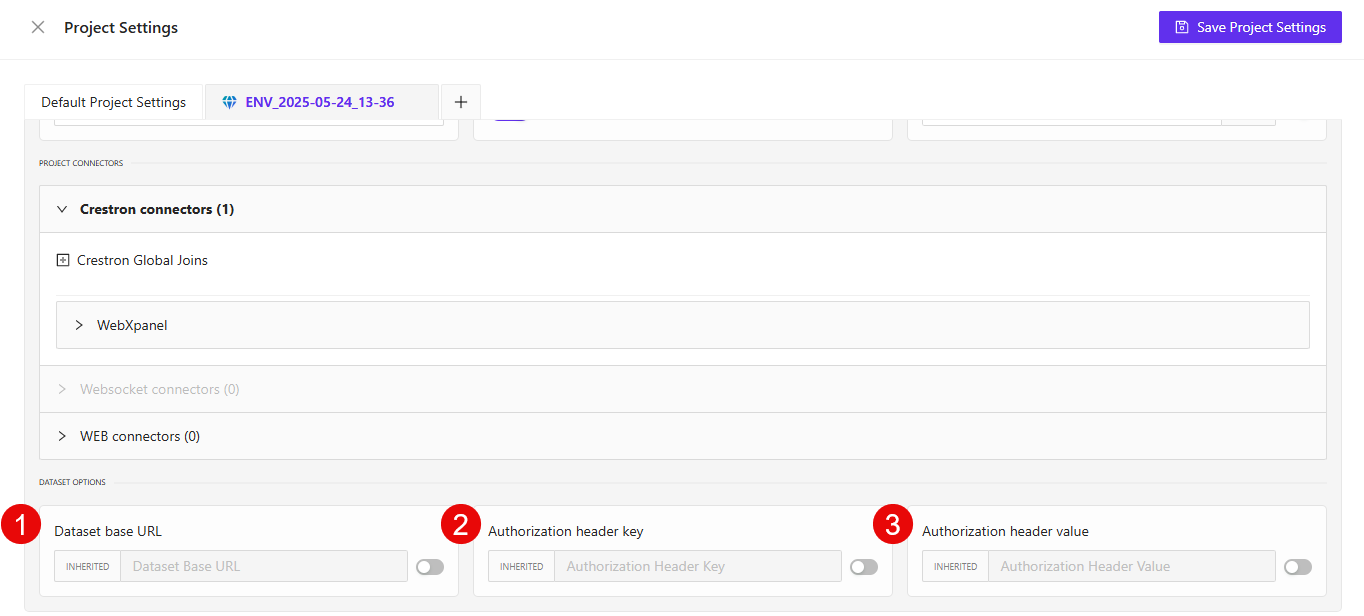 Project Settings
Save Project Settings
Default Project Settings
ENV_2025-05-24_13-36
PROJECT CONNECTORS
Crestron connectors (1)
Crestron Global Joins
WebXpanel
Websocket connectors (0)
WEB connectors (0)
DATASET OPTIONS
1 Dataset base URL 2 Authorization header key 3 Authorization header value
INHERITED Dataset Base URL INHERITED Authorization Header Key INHERITED Authorization Header Value